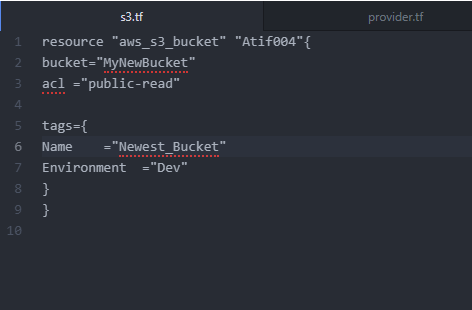 s3.tf provider.tf
1 resource "aws_s3_bucket" "Atif004"{
2 bucket="MyNewBucket"
3 acl ="public-read"
4
5 tags={
6 Name    ="Newest_Bucket"
7 Environment  ="Dev"
8 }
9 }
10